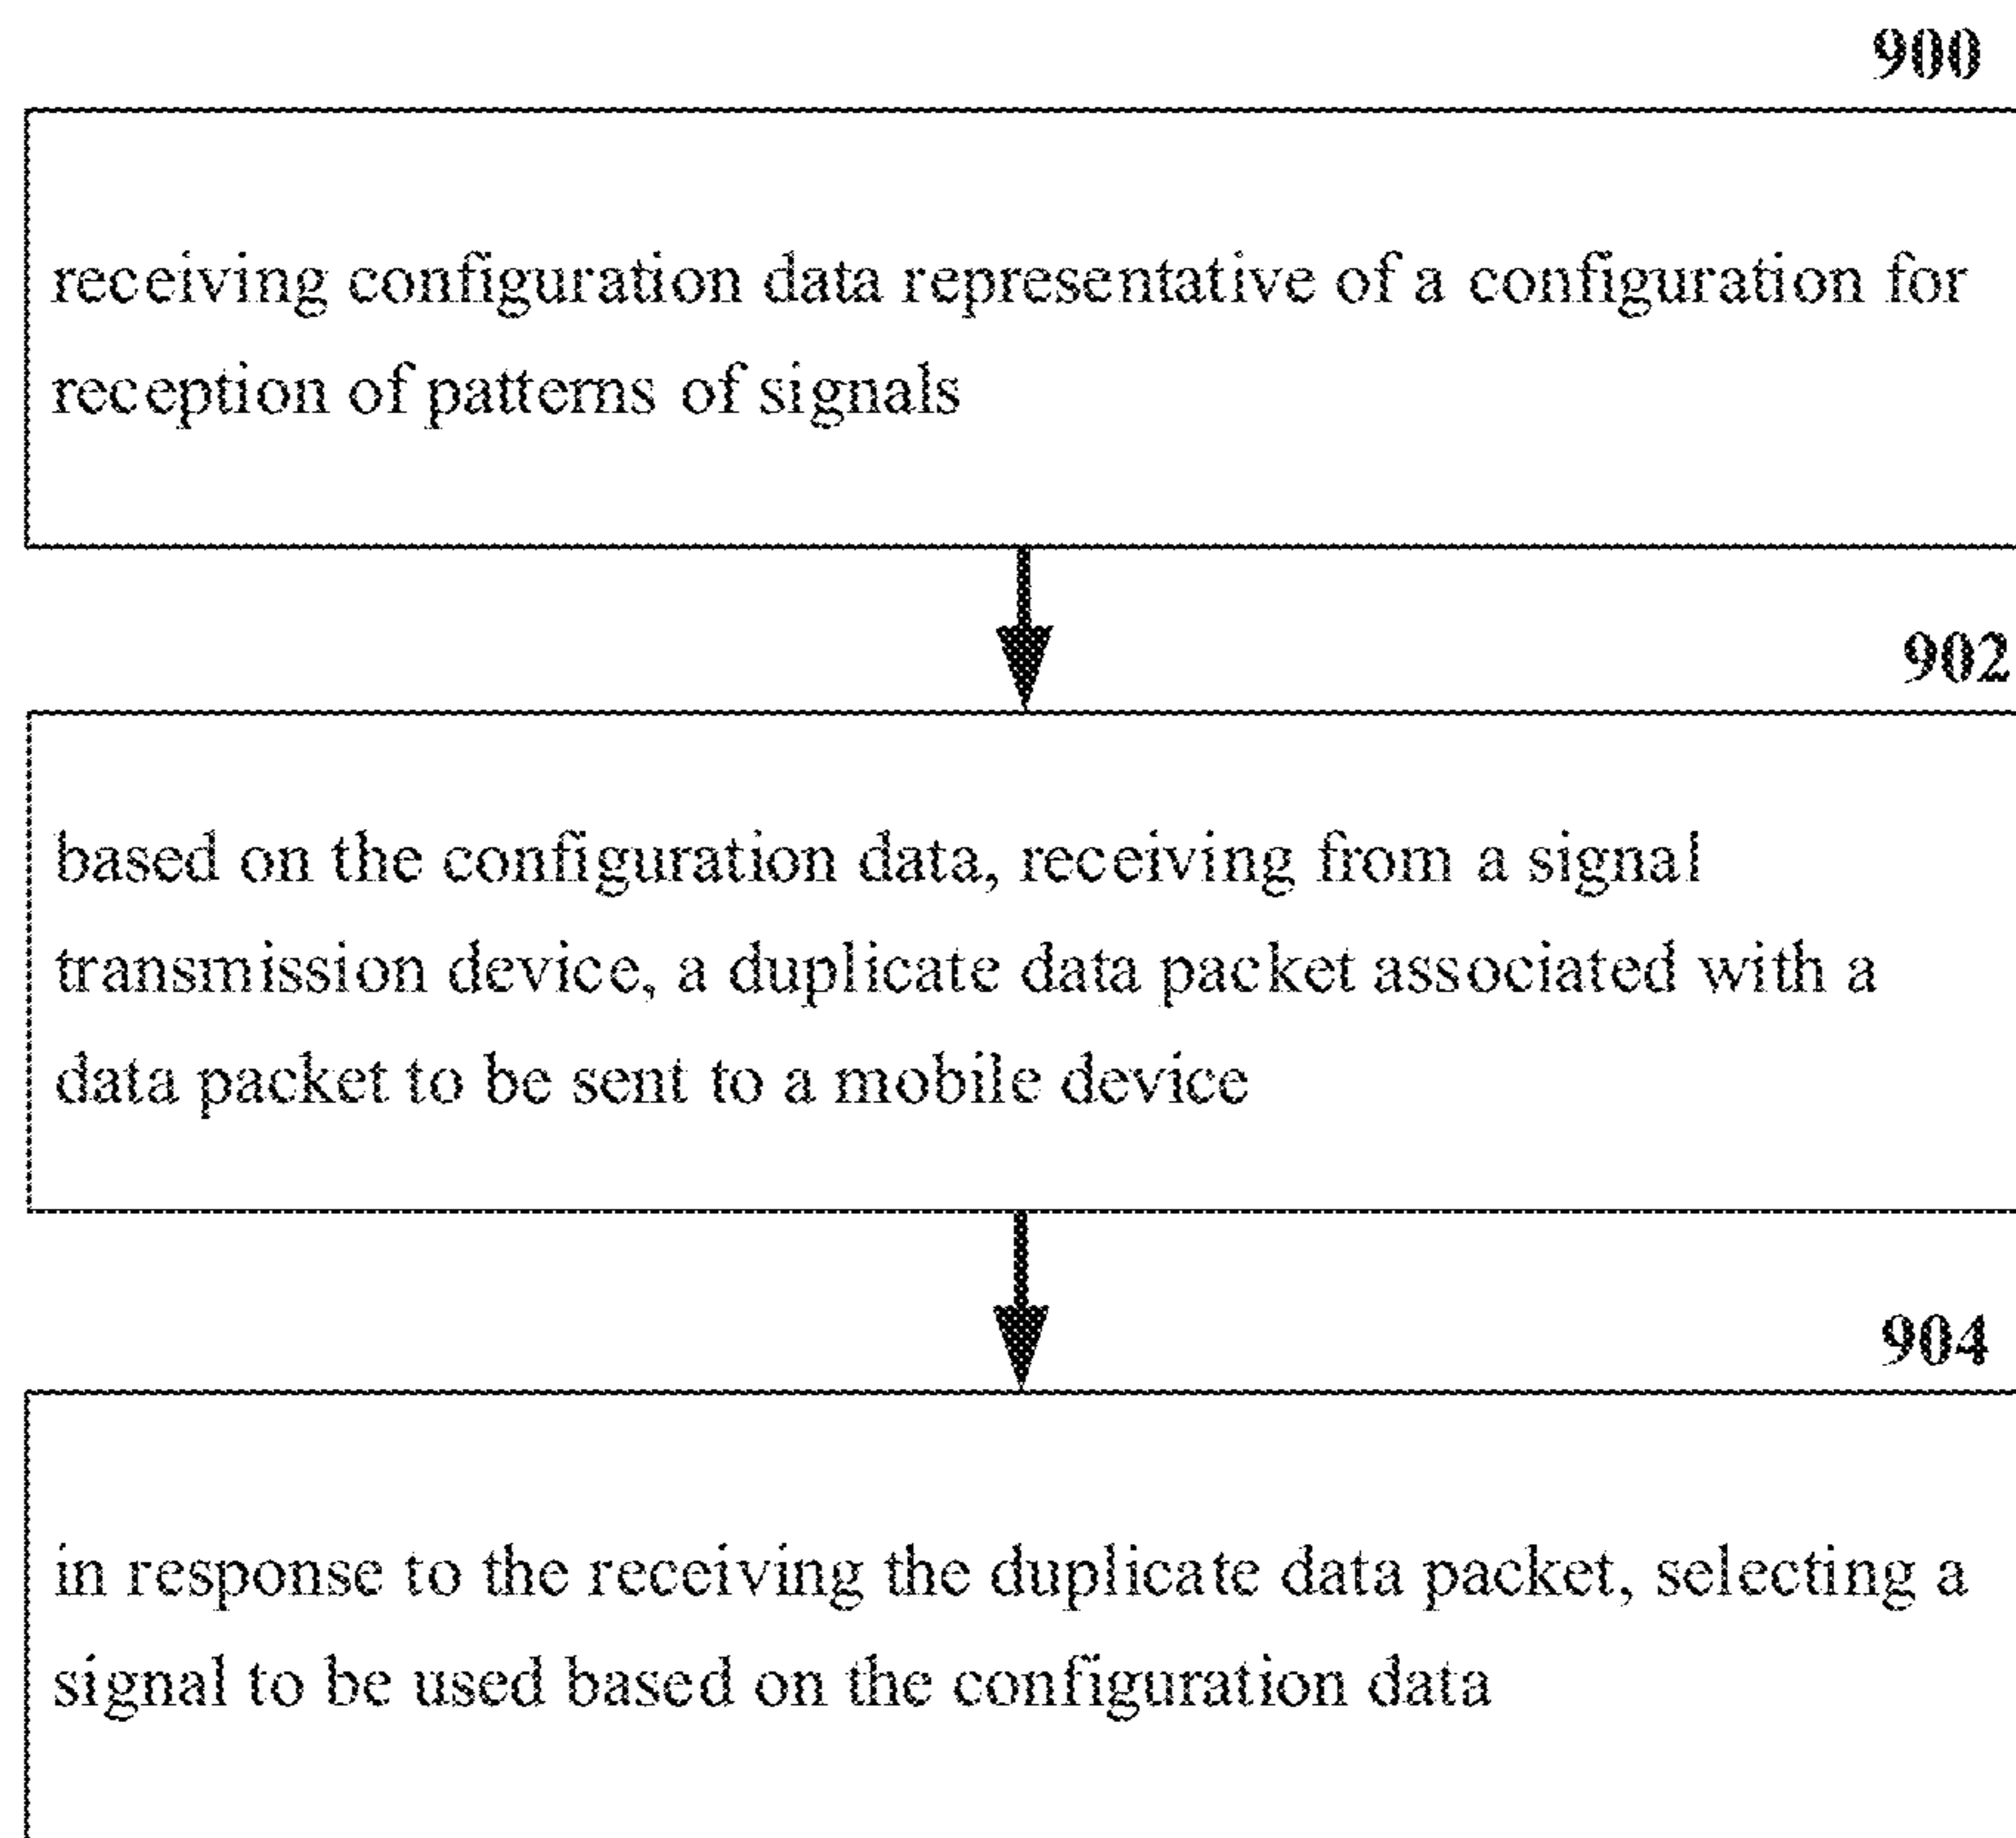 900
receiving configuration data representative of a configuration for
reception of patterns of signals
902
based on the configuration data, receiving from a signal
transmission device, a duplicate data packet associated with a
data packet to be sent to a mobile device
904
in response to the receiving the duplicate data packet, selecting a
signal to be used based on the configuration data